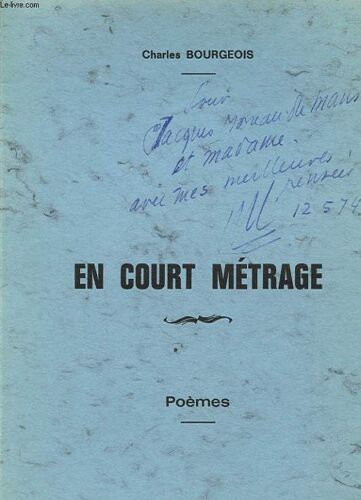 Le-livre.com
Charles BOURGEOIS
Pour
Jacques
et madame.
avec mes meilleures
pensées
12 5 74
EN COURT MÉTRAGE
Poèmes